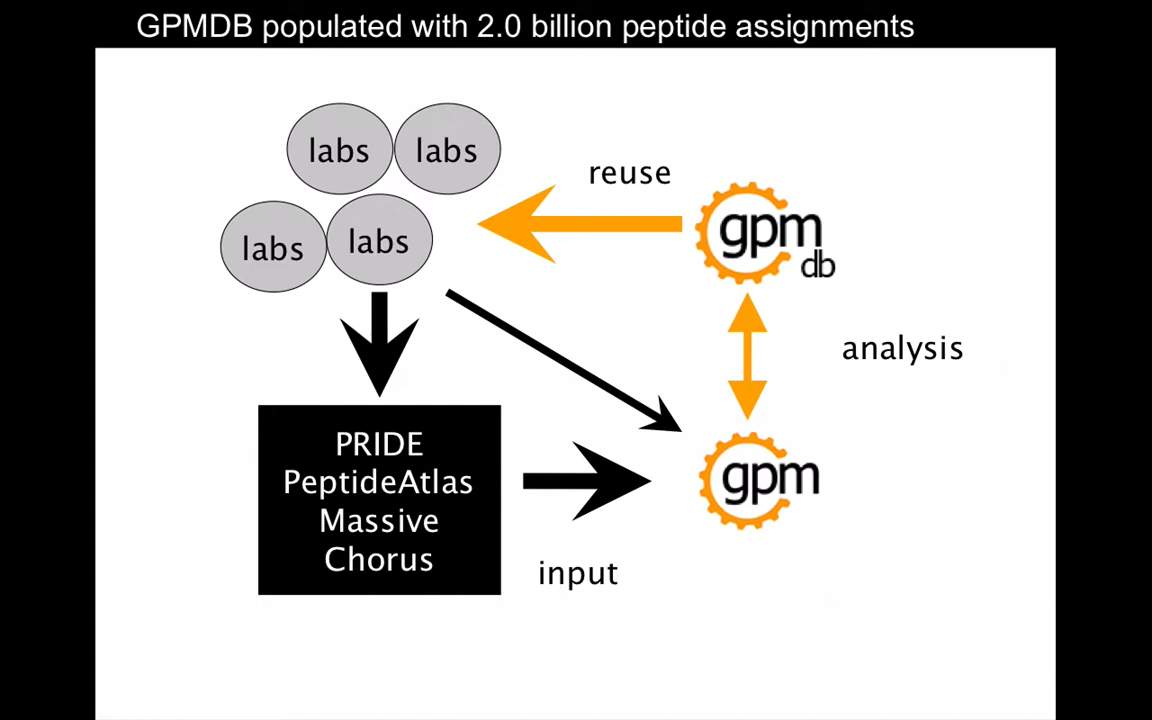 GPMDB populated with 2.0 billion peptide assignments
labs
labs
labs
labs
reuse
gpm
db
analysis
PRIDE
PeptideAtlas
Massive
Chorus
gpm
input